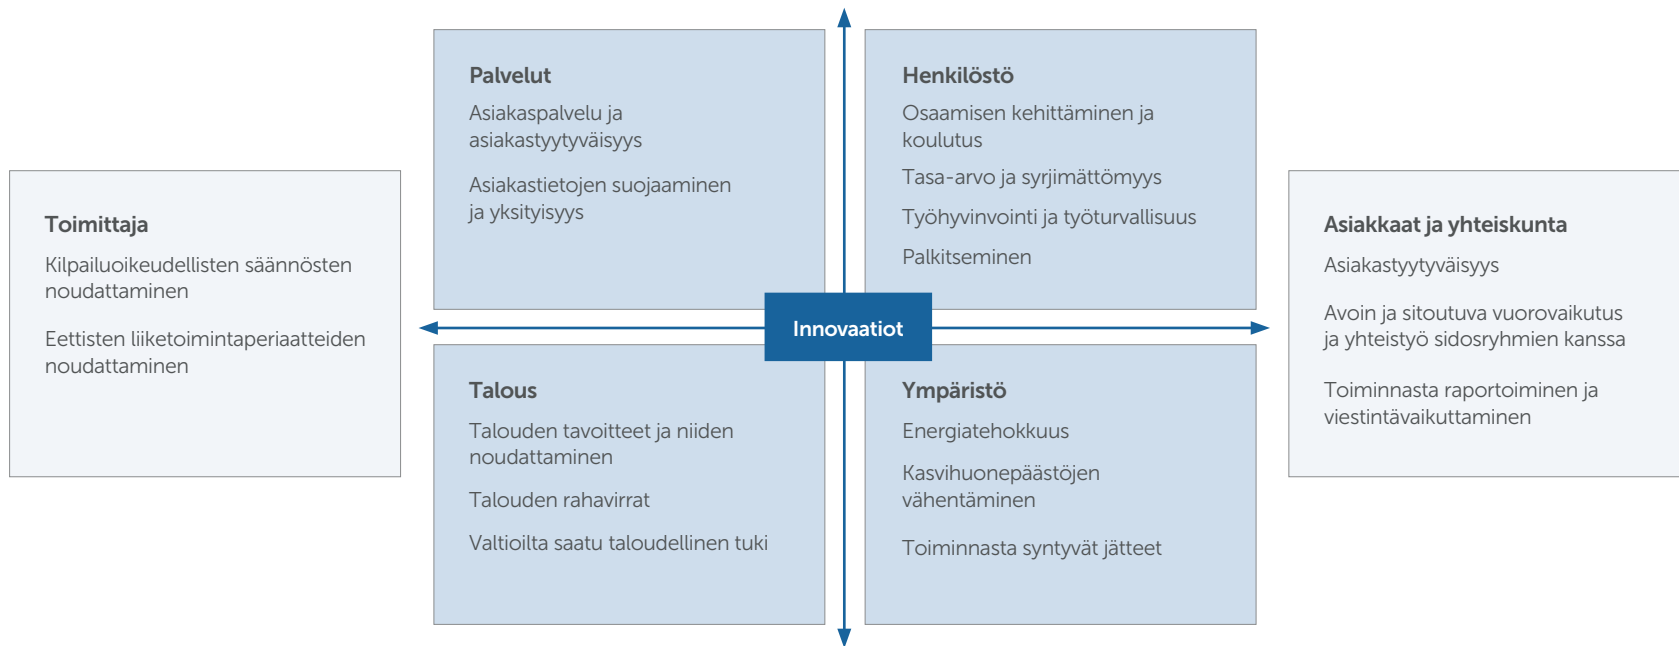 Toimittaja
Kilpailuoikeudellisten säännösten
noudattaminen
Eettisten liiketoimintaperiaatteiden
noudattaminen
Palvelut
Asiakaspalvelu ja
asiakastyytyväisyys
Asiakastietojen suojaaminen
ja yksityisyys
Henkilöstö
Osaamisen kehittäminen ja
koulutus
Tasa-arvo ja syrjimättömyys
Työhyvinvointi ja työturvallisuus
Palkitseminen
Innovaatiot
Talous
Talouden tavoitteet ja niiden
noudattaminen
Talouden rahavirrat
Valtioilta saatu taloudellinen tuki
Ympäristö
Energiatehokkuus
Kasvihuonepäästöjen
vähentäminen
Toiminnasta syntyvät jätteet
Asiakkaat ja yhteiskunta
Asiakastyytyväisyys
Avoin ja sitoutuva vuorovaikutus
ja yhteistyö sidosryhmien kanssa
Toiminnasta raportoiminen ja
viestintävaikuttaminen